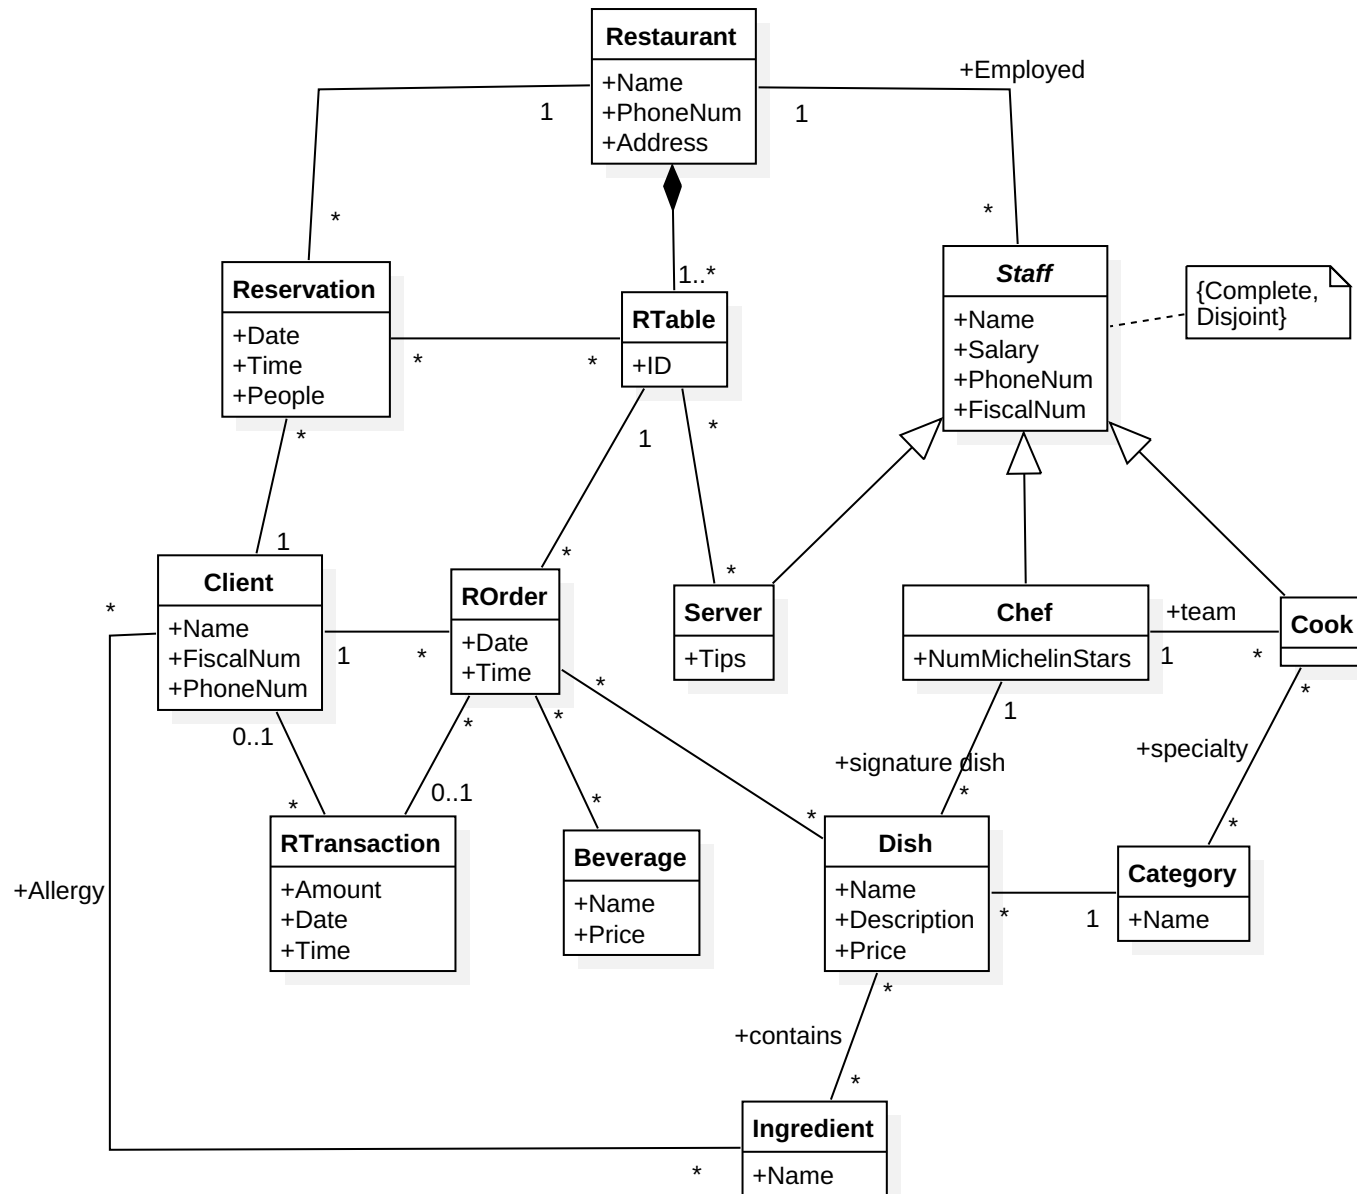 Restaurant
+Name
+PhoneNum
+Address
+Employed
1
1
*
*
1..*
Reservation
+Date
+Time
+People
RTable
+ID
Staff
+Name
+Salary
+PhoneNum
+FiscalNum
{Complete,
Disjoint}
*
*
*
1
*
1
*
*
*
Client
+Name
+FiscalNum
+PhoneNum
ROrder
+Date
+Time
Server
+Tips
Chef
+NumMichelinStars
+team
Cook
1
*
1
*
0..1
*
*
*
1
*
+signature dish
+specialty
*
0..1
*
*
*
*
RTransaction
+Amount
+Date
+Time
Beverage
+Name
+Price
Dish
+Name
+Description
+Price
*
1
Category
+Name
+Allergy
*
+contains
*
Ingredient
+Name
*